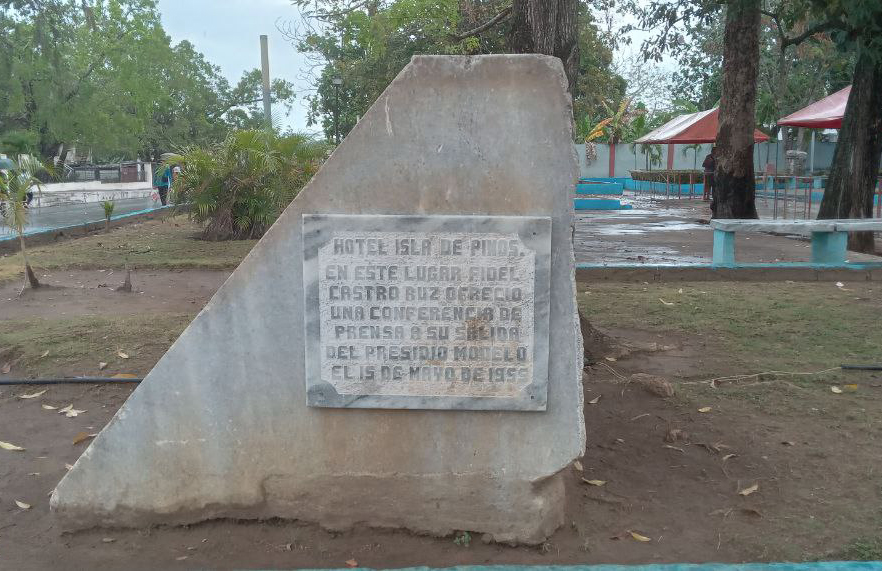 HOTEL ISLA DE PINOS.
EN ESTE LUGAR FIDEL
CASTRO RUZ OFRECIO
UNA CONFERENCIA DE
PRENSA A SU SALIDA
DEL PRESIDIO MODELO
EL 15 DE MAYO DE 1955